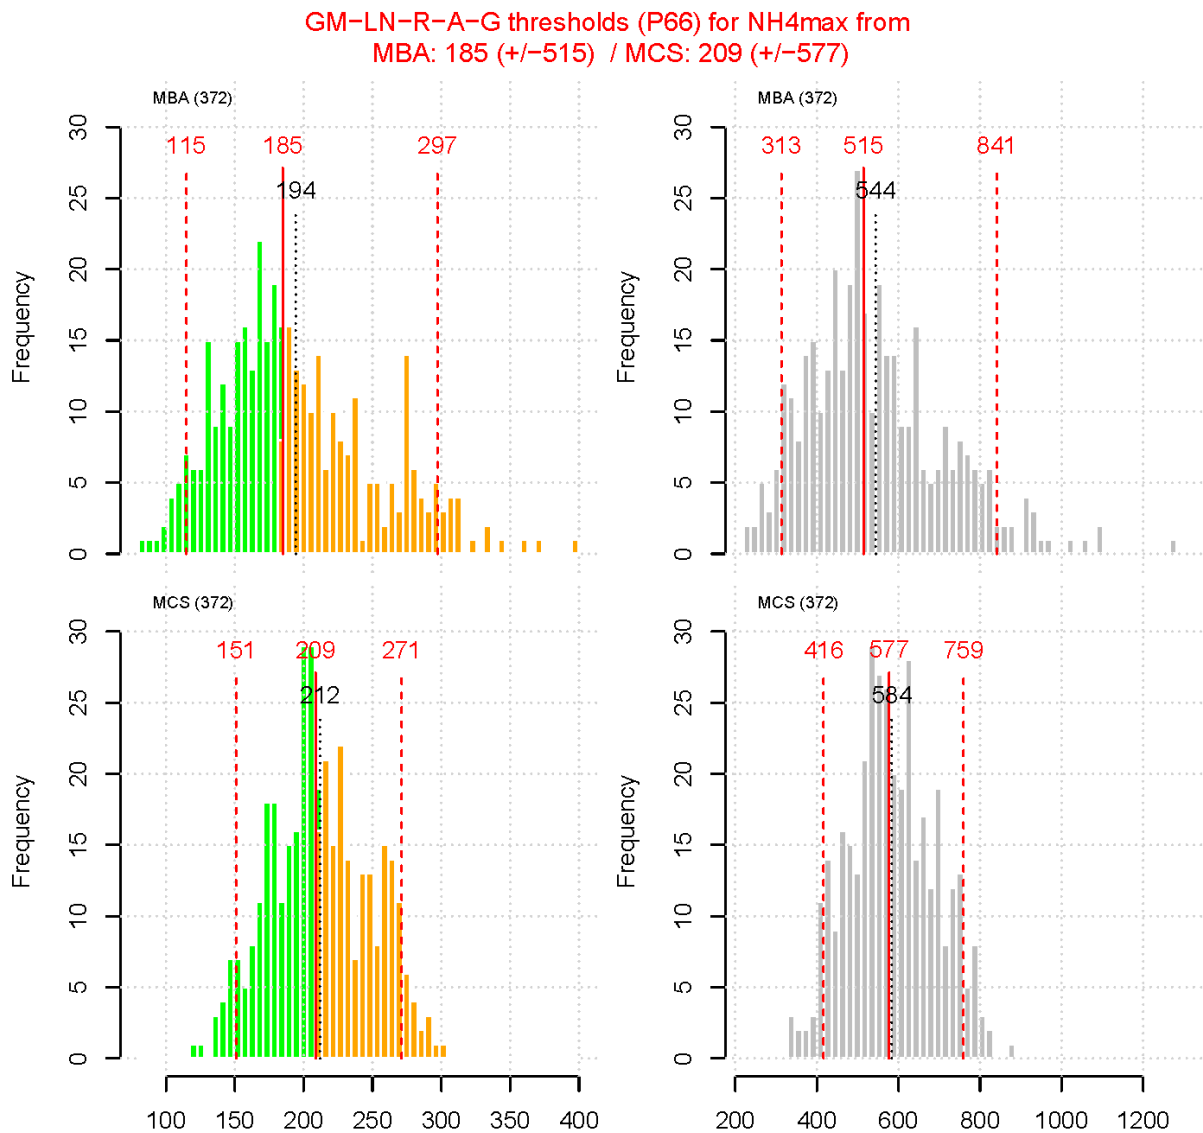 GM−LN−R−A−G thresholds (P66) for NH4max from
MBA: 185 (+/−515) / MCS: 209 (+/−577)
MBA (372)
115 185 297
194
Frequency
0 5 10 15 20 25 30
MBA (372)
313 515 841
544
Frequency
0 5 10 15 20 25 30
MCS (372)
151 209 271
212
Frequency
0 5 10 15 20 25 30
100 150 200 250 300 350 400
MCS (372)
416 577 759
584
Frequency
0 5 10 15 20 25 30
200 400 600 800 1000 1200